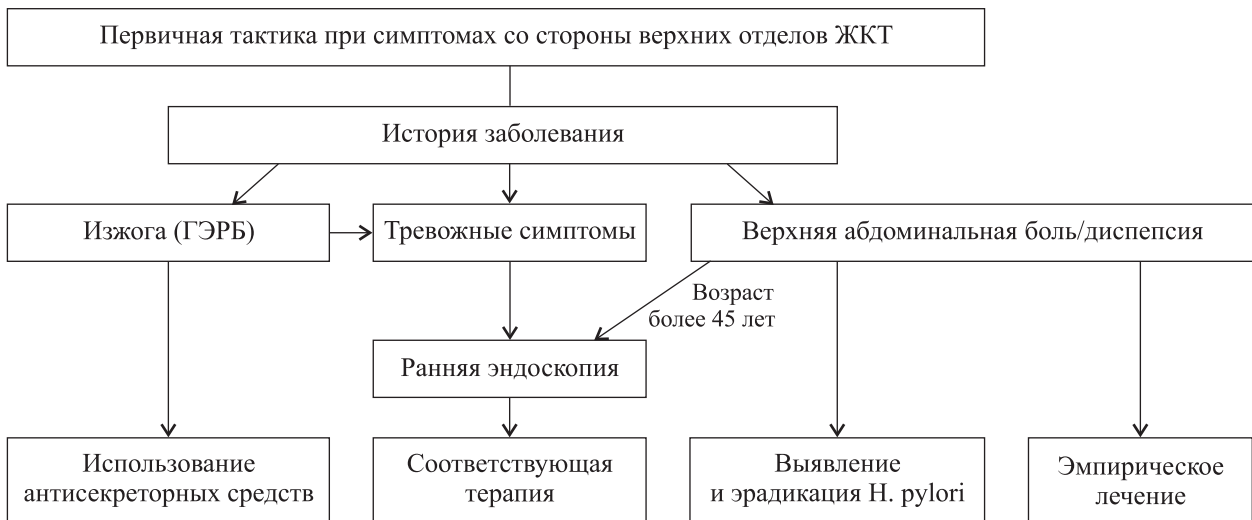 Первичная тактика при симптомах со стороны верхних отделов ЖКТ
История заболевания
Изжога (ГЭРБ)
Тревожные симптомы
Верхняя абдоминальная боль/диспепсия
Возраст
более 45 лет
Ранняя эндоскопия
Использование
антисекреторных средств
Соответствующая
терапия
Выявление
и эрадикация H. pylori
Эмпирическое
лечение